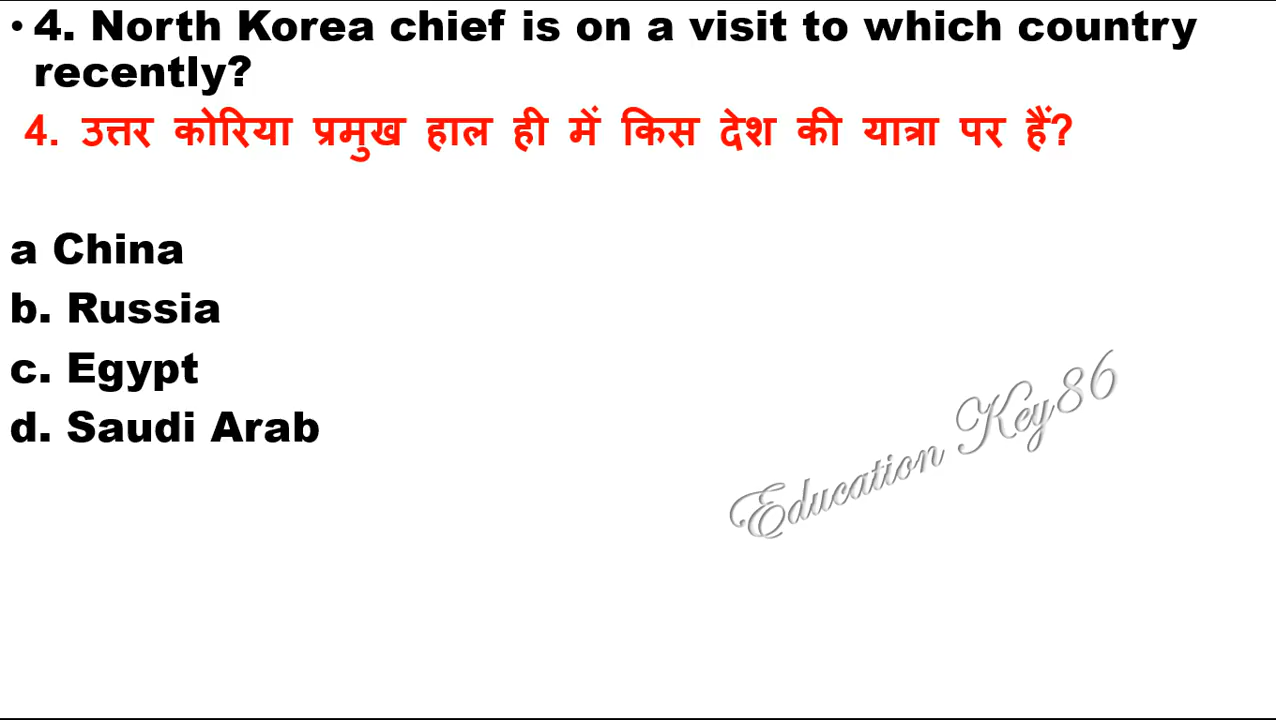 • 4. North Korea chief is on a visit to which country
recently?
4. उत्तर कोरिया प्रमुख हाल ही में किस देश की यात्रा पर हैं?
a China
b. Russia
c. Egypt
d. Saudi Arab
Education Key86